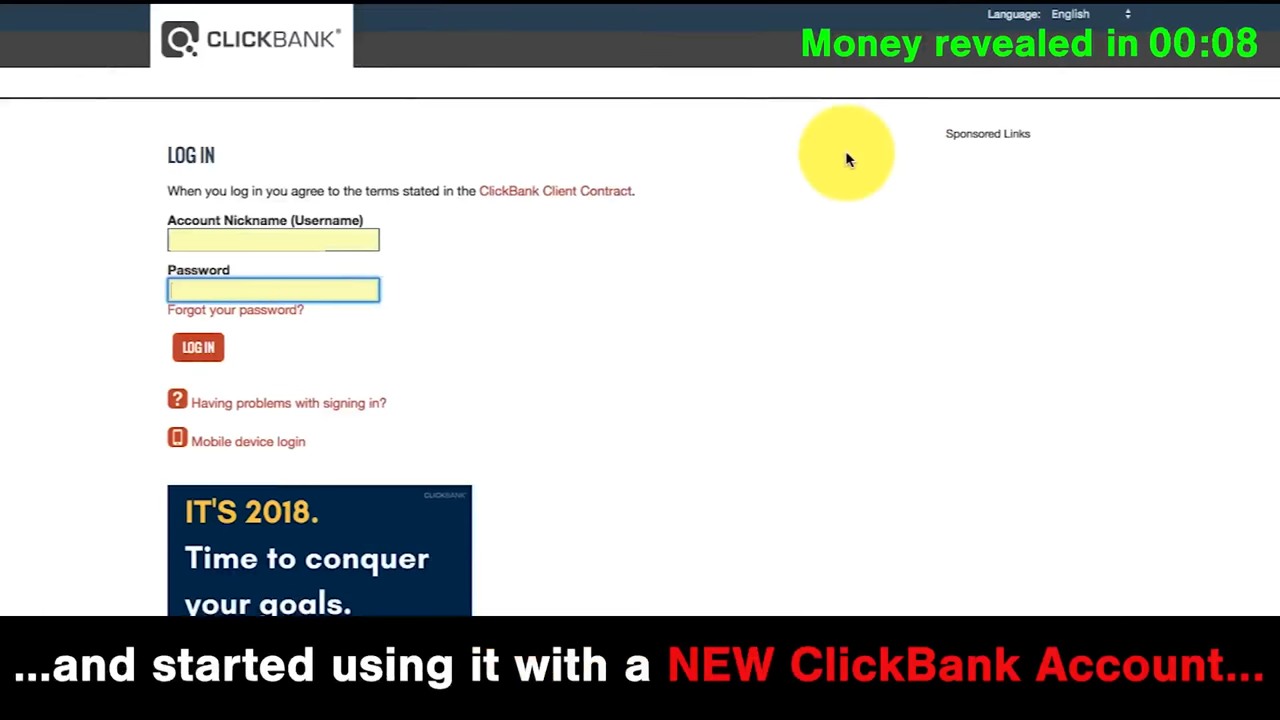 Language: English
CLICKBANK®
Money revealed in 00:08
Sponsored Links
LOG IN
When you log in you agree to the terms stated in the ClickBank Client Contract.
Account Nickname (Username)
Password
Forgot your password?
LOG IN
? Having problems with signing in?
Mobile device login
CLICKBANK
IT'S 2018.
Time to conquer
your goals.
...and started using it with a NEW ClickBank Account...